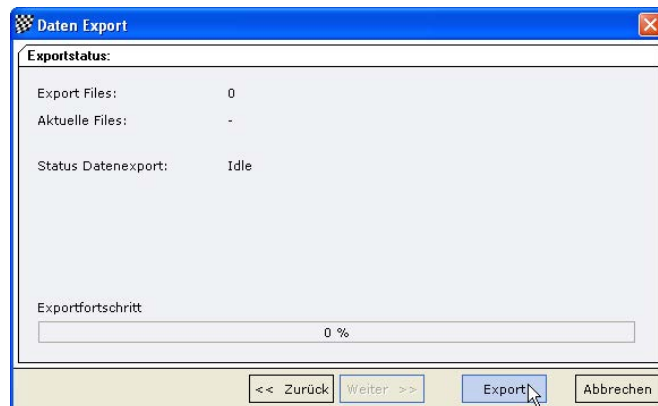 Daten Export
Exportstatus:
Export Files: 0
Aktuelle Files: -
Status Datenexport: Idle
Exportfortschritt
0 %
<< Zurück Weiter >> Export Abbrechen